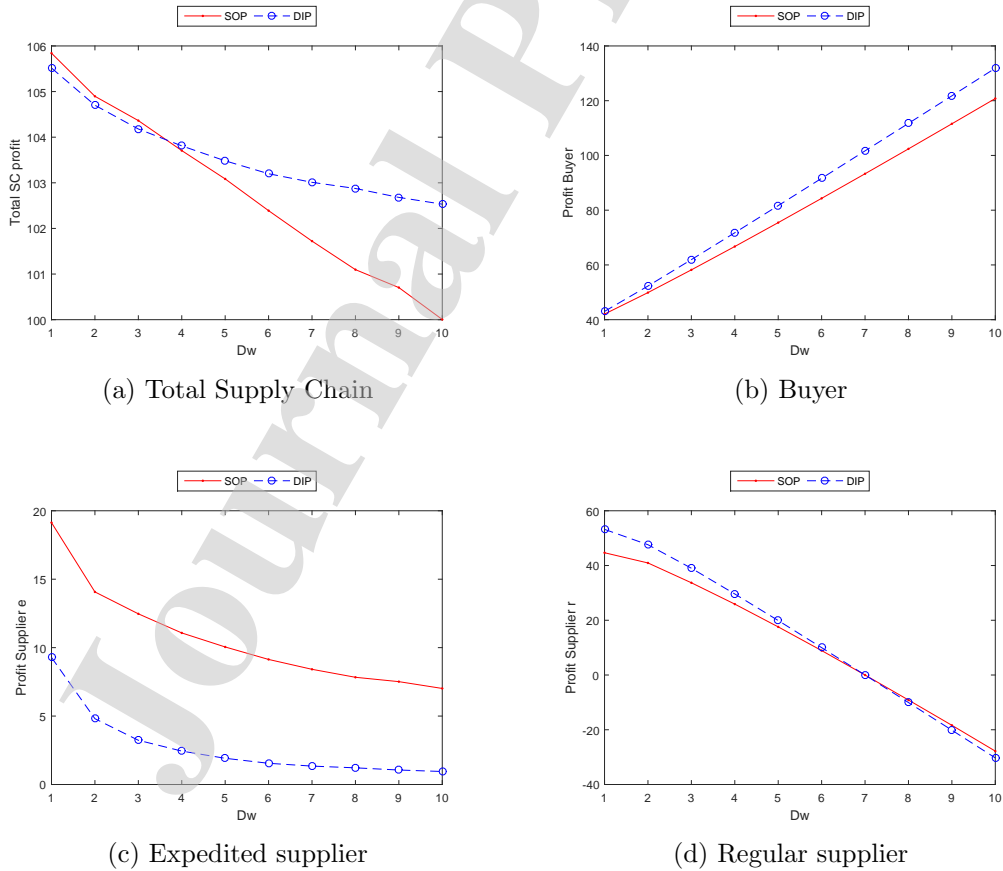 SOP DIP
106
105
104
103
102
101
100
Total SC profit
1 2 3 4 5 6 7 8 9 10
Dw
(a) Total Supply Chain
SOP DIP
140
120
100
80
60
40
Profit Buyer
1 2 3 4 5 6 7 8 9 10
Dw
(b) Buyer
SOP DIP
20
15
10
5
0
Profit Supplier e
1 2 3 4 5 6 7 8 9 10
Dw
(c) Expedited supplier
SOP DIP
60
40
20
0
-20
-40
Profit Supplier r
1 2 3 4 5 6 7 8 9 10
Dw
(d) Regular supplier
Journal P